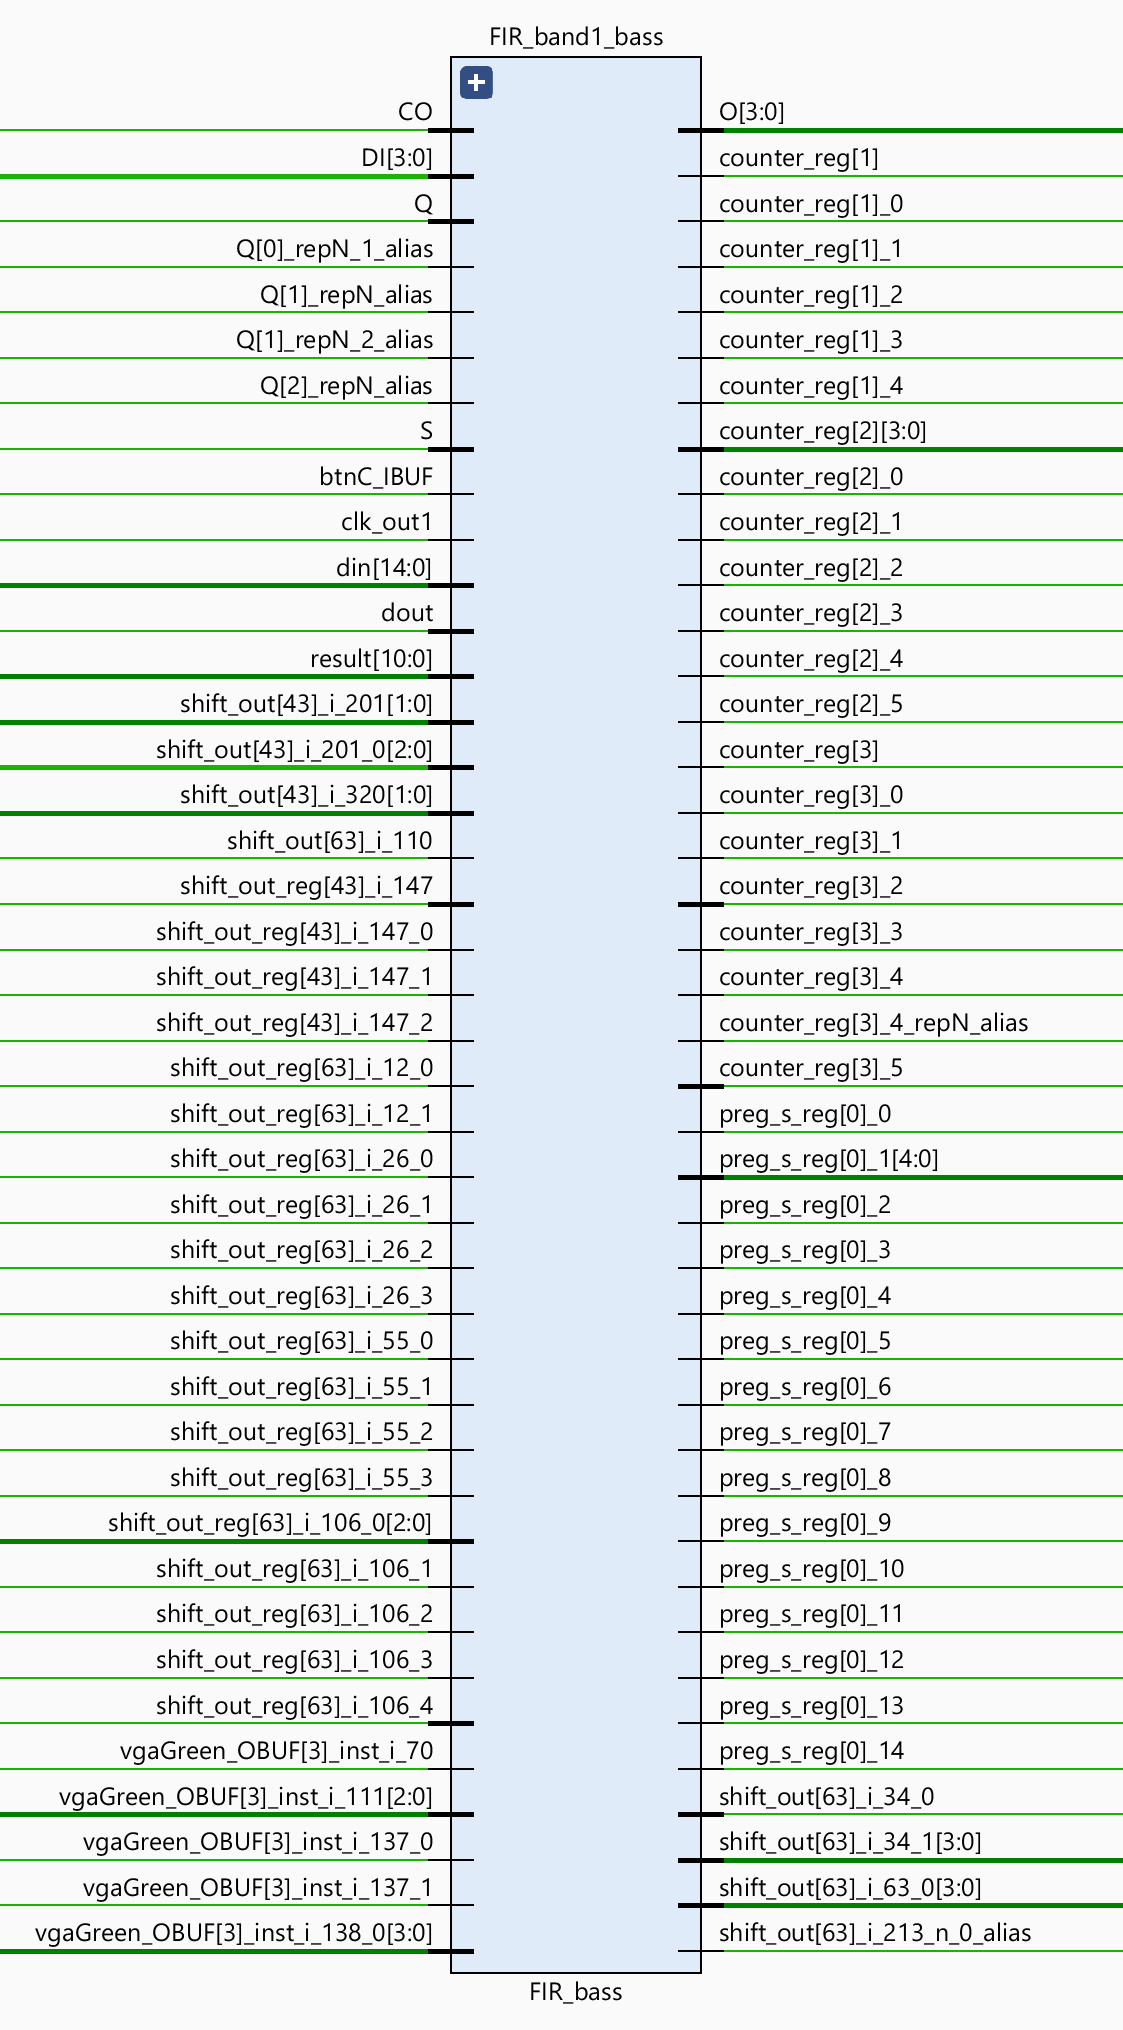 FIR_band1_bass
CO
DI[3:0]
Q
Q[0]_repN_1_alias
Q[1]_repN_alias
Q[1]_repN_2_alias
Q[2]_repN_alias
S
btnC_IBUF
clk_out1
din[14:0]
dout
result[10:0]
shift_out[43]_i_201[1:0]
shift_out[43]_i_201_0[2:0]
shift_out[43]_i_320[1:0]
shift_out[63]_i_110
shift_out_reg[43]_i_147
shift_out_reg[43]_i_147_0
shift_out_reg[43]_i_147_1
shift_out_reg[43]_i_147_2
shift_out_reg[63]_i_12_0
shift_out_reg[63]_i_12_1
shift_out_reg[63]_i_26_0
shift_out_reg[63]_i_26_1
shift_out_reg[63]_i_26_2
shift_out_reg[63]_i_26_3
shift_out_reg[63]_i_55_0
shift_out_reg[63]_i_55_1
shift_out_reg[63]_i_55_2
shift_out_reg[63]_i_55_3
shift_out_reg[63]_i_106_0[2:0]
shift_out_reg[63]_i_106_1
shift_out_reg[63]_i_106_2
shift_out_reg[63]_i_106_3
shift_out_reg[63]_i_106_4
vgaGreen_OBUF[3]_inst_i_70
vgaGreen_OBUF[3]_inst_i_111[2:0]
vgaGreen_OBUF[3]_inst_i_137_0
vgaGreen_OBUF[3]_inst_i_137_1
vgaGreen_OBUF[3]_inst_i_138_0[3:0]
O[3:0]
counter_reg[1]
counter_reg[1]_0
counter_reg[1]_1
counter_reg[1]_2
counter_reg[1]_3
counter_reg[1]_4
counter_reg[2][3:0]
counter_reg[2]_0
counter_reg[2]_1
counter_reg[2]_2
counter_reg[2]_3
counter_reg[2]_4
counter_reg[2]_5
counter_reg[3]
counter_reg[3]_0
counter_reg[3]_1
counter_reg[3]_2
counter_reg[3]_3
counter_reg[3]_4
counter_reg[3]_4_repN_alias
counter_reg[3]_5
preg_s_reg[0]_0
preg_s_reg[0]_1[4:0]
preg_s_reg[0]_2
preg_s_reg[0]_3
preg_s_reg[0]_4
preg_s_reg[0]_5
preg_s_reg[0]_6
preg_s_reg[0]_7
preg_s_reg[0]_8
preg_s_reg[0]_9
preg_s_reg[0]_10
preg_s_reg[0]_11
preg_s_reg[0]_12
preg_s_reg[0]_13
preg_s_reg[0]_14
shift_out[63]_i_34_0
shift_out[63]_i_34_1[3:0]
shift_out[63]_i_63_0[3:0]
shift_out[63]_i_213_n_0_alias
FIR_bass